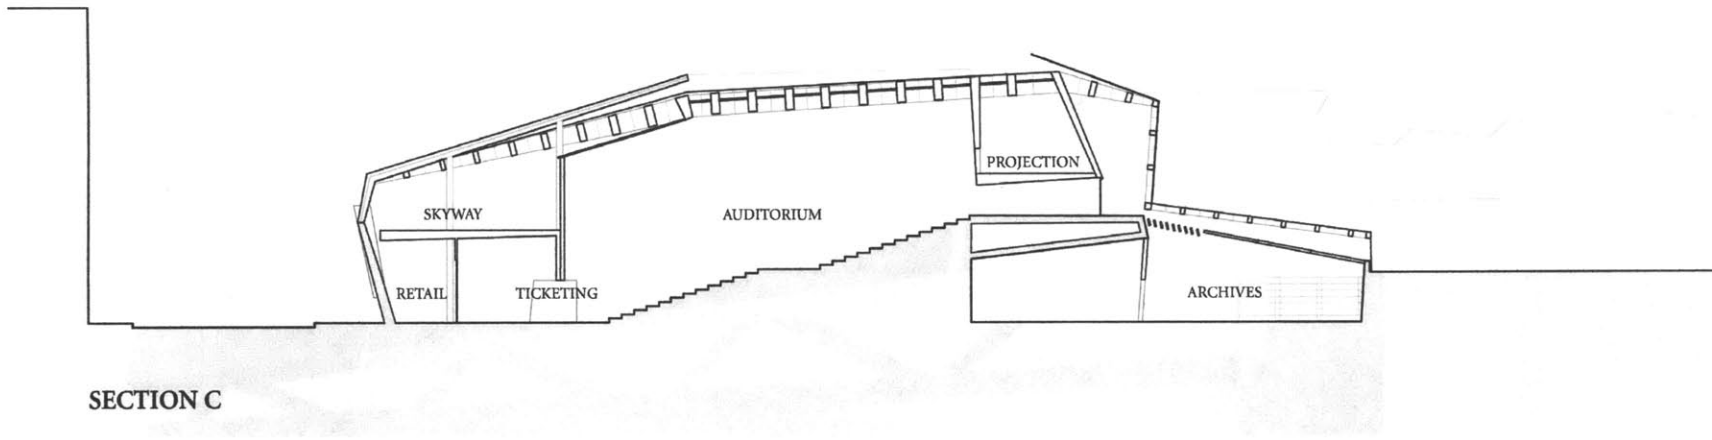 PROJECTION
SKYWAY
AUDITORIUM
RETAIL
TICKETING
ARCHIVES
SECTION C